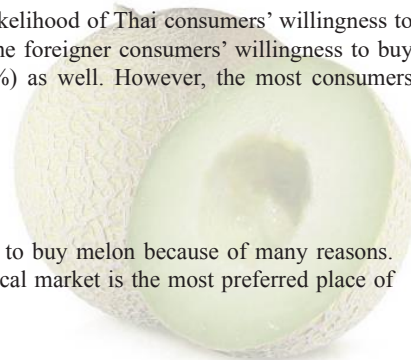 kelihood of Thai consumers’ willingness to
ne foreigner consumers’ willingness to buy
%) as well. However, the most consumers
to buy melon because of many reasons.
cal market is the most preferred place of